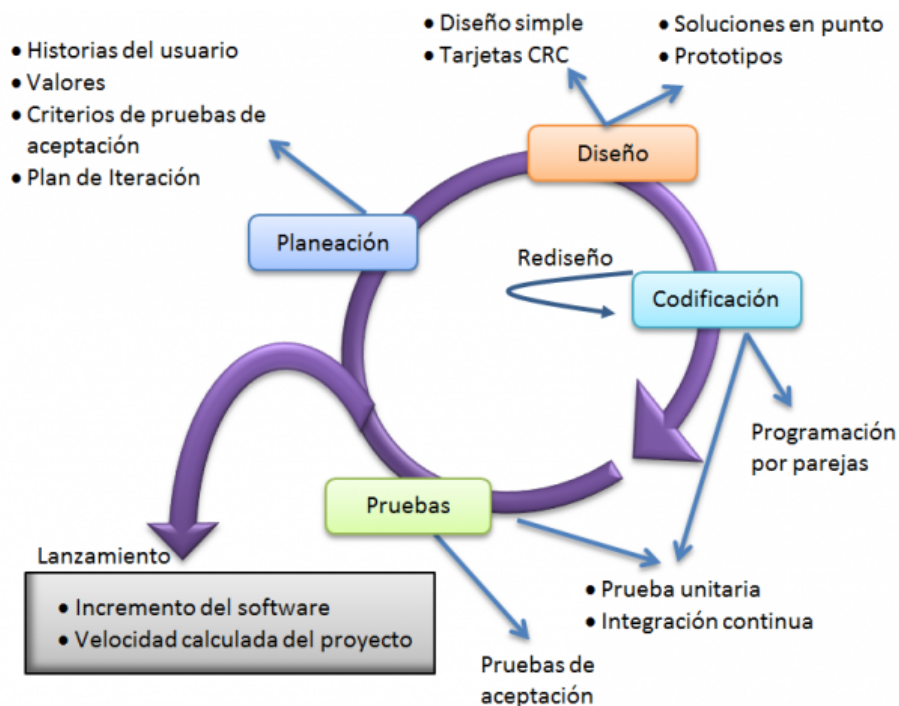 • Historias del usuario
• Valores
• Criterios de pruebas de
aceptación
• Plan de Iteración
• Diseño simple
• Tarjetas CRC
• Soluciones en punto
• Prototipos
Diseño
Planeación
Rediseño
Codificación
Programación
por parejas
Pruebas
Lanzamiento
• Incremento del software
• Velocidad calculada del proyecto
• Prueba unitaria
• Integración continua
Pruebas de
aceptación